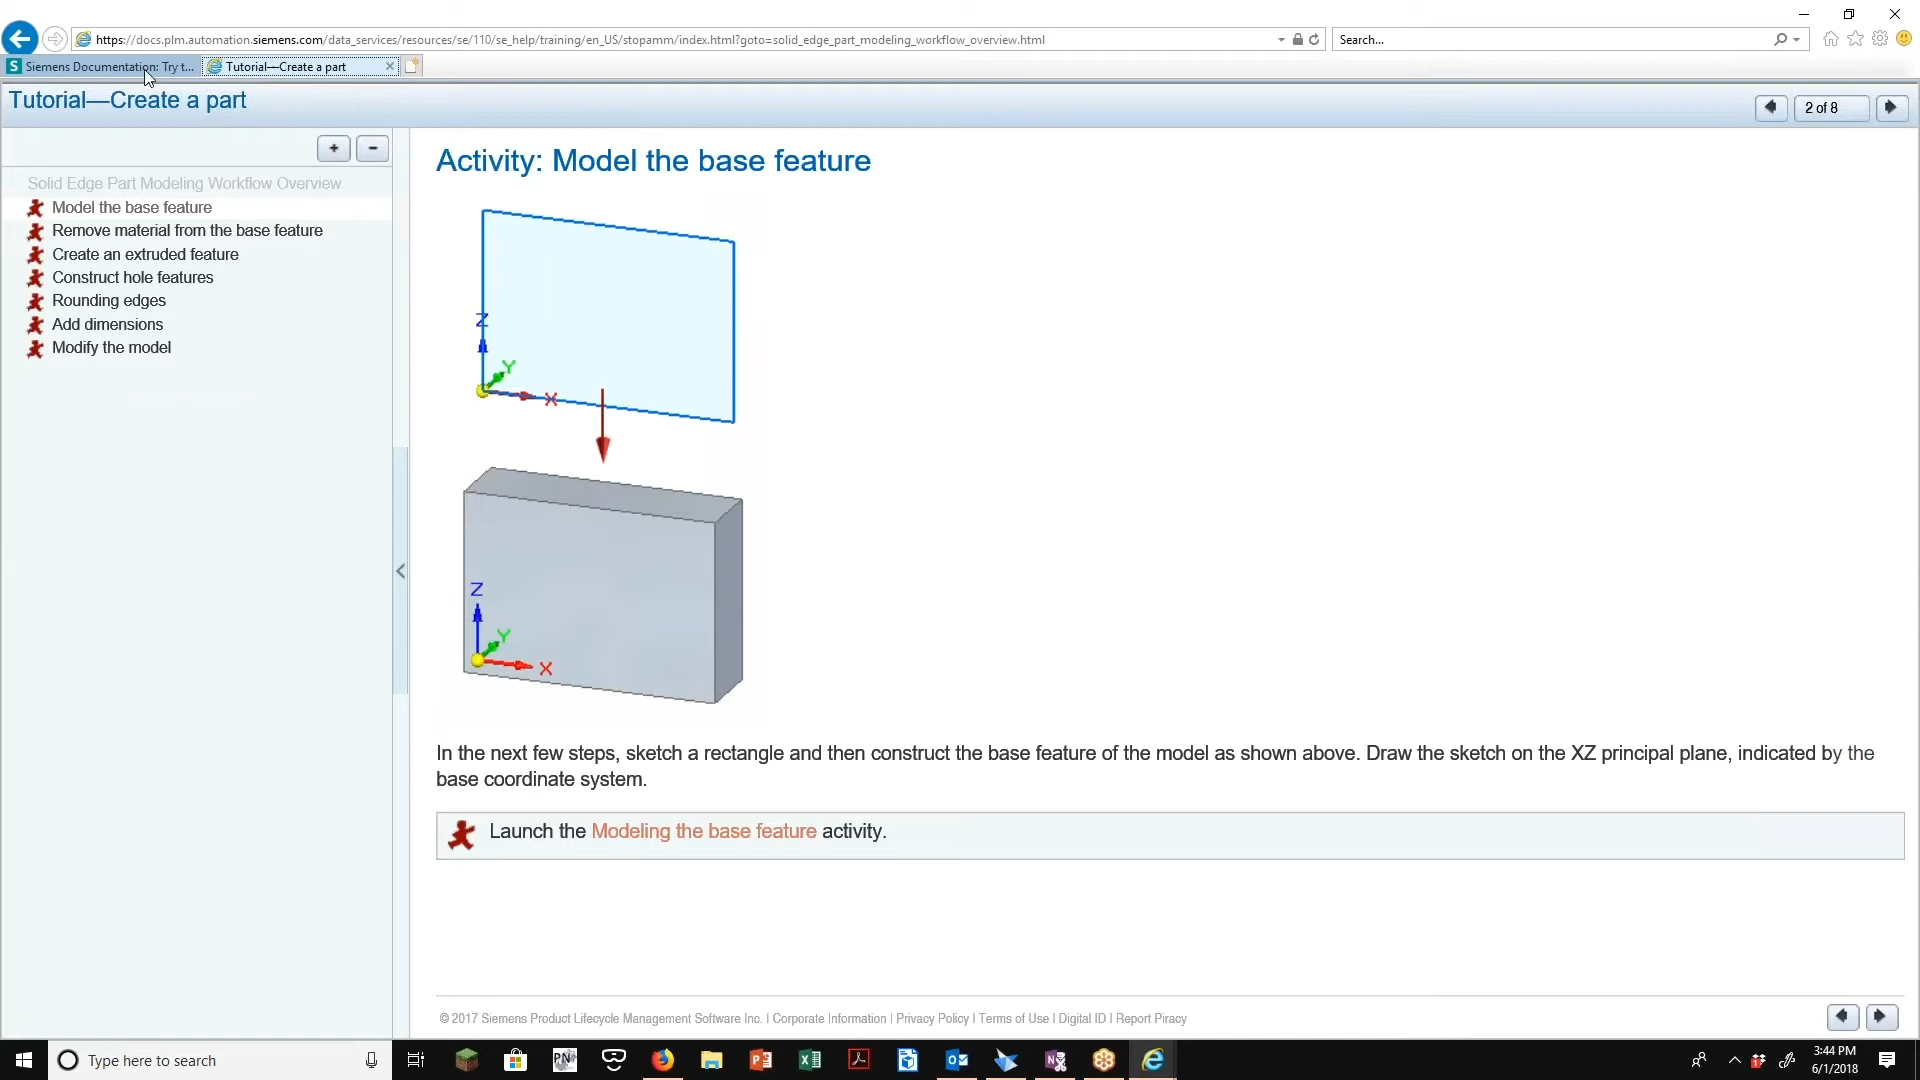 https://docs.plm.automation.siemens.com/data_services/resources/se/110/se_help/training/en_US/stopamm/index.html?goto=solid_edge_part_modeling_workflow_overview.html
Search...
Siemens Documentation: Try t...
Tutorial—Create a part
Tutorial—Create a part
2 of 8
+
-
Solid Edge Part Modeling Workflow Overview
Model the base feature
Remove material from the base feature
Create an extruded feature
Construct hole features
Rounding edges
Add dimensions
Modify the model
Activity: Model the base feature
Z
Y
X
Z
Y
X
In the next few steps, sketch a rectangle and then construct the base feature of the model as shown above. Draw the sketch on the XZ principal plane, indicated by the
base coordinate system.
Launch the Modeling the base feature activity.
© 2017 Siemens Product Lifecycle Management Software Inc. | Corporate Information | Privacy Policy | Terms of Use | Digital ID | Report Piracy
Type here to search
3:44 PM
6/1/2018